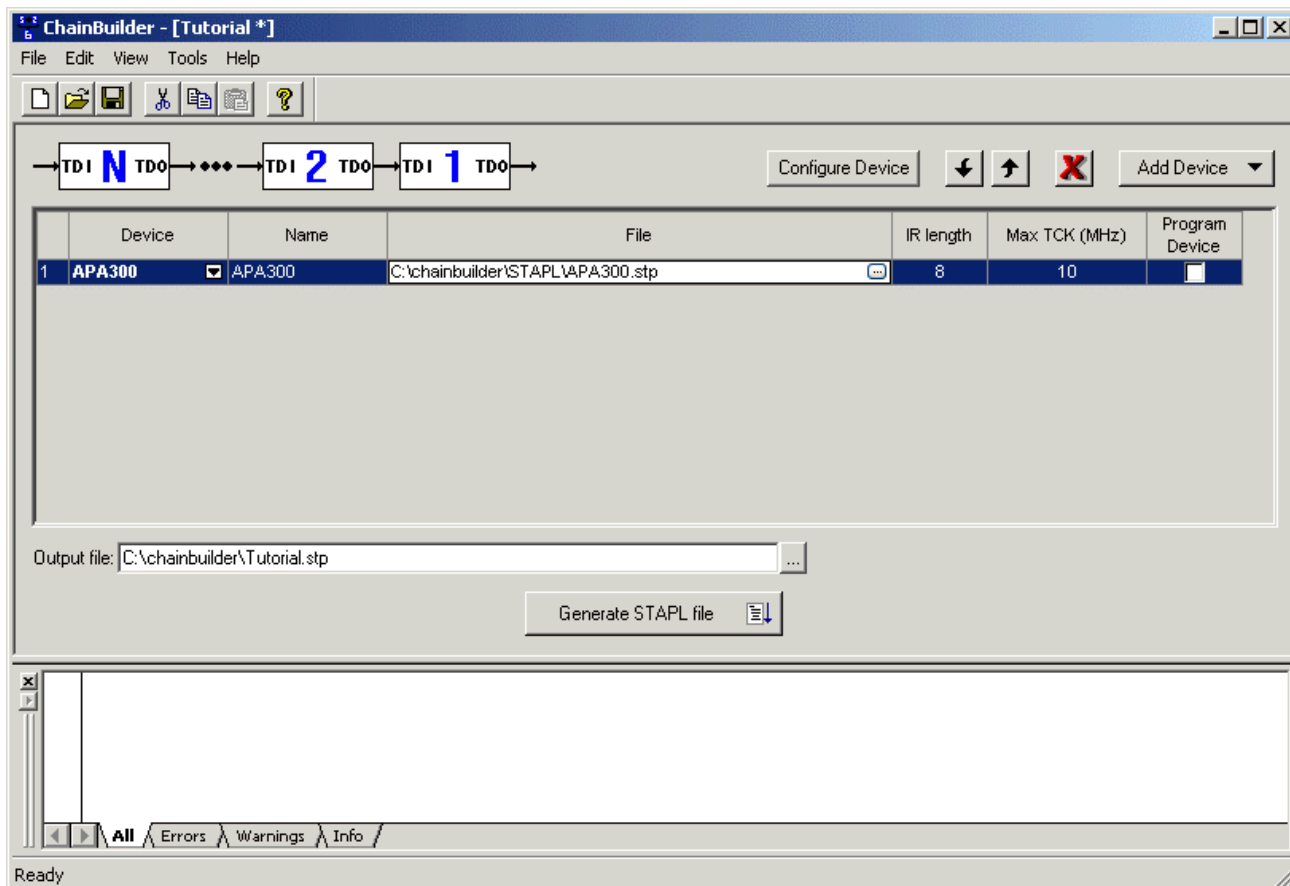 ChainBuilder - [Tutorial *]
File Edit View Tools Help
TDI N TDO TDI 2 TDO TDI 1 TDO
Configure Device Add Device
Device Name File IR length Max TCK (MHz) Program Device
1 APA300 APA300 C:\chainbuilder\STAPL\APA300.stp 8 10
Output file: C:\chainbuilder\Tutorial.stp ...
Generate STAPL file
All Errors Warnings Info
Ready